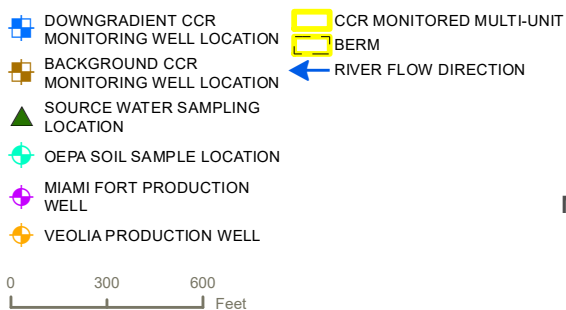 DOWNGRADIENT CCR
MONITORING WELL LOCATION
BACKGROUND CCR
MONITORING WELL LOCATION
SOURCE WATER SAMPLING
LOCATION
OEPA SOIL SAMPLE LOCATION
MIAMI FORT PRODUCTION
WELL
VEOLIA PRODUCTION WELL
CCR MONITORED MULTI-UNIT
BERM
RIVER FLOW DIRECTION
0 300 600
Feet